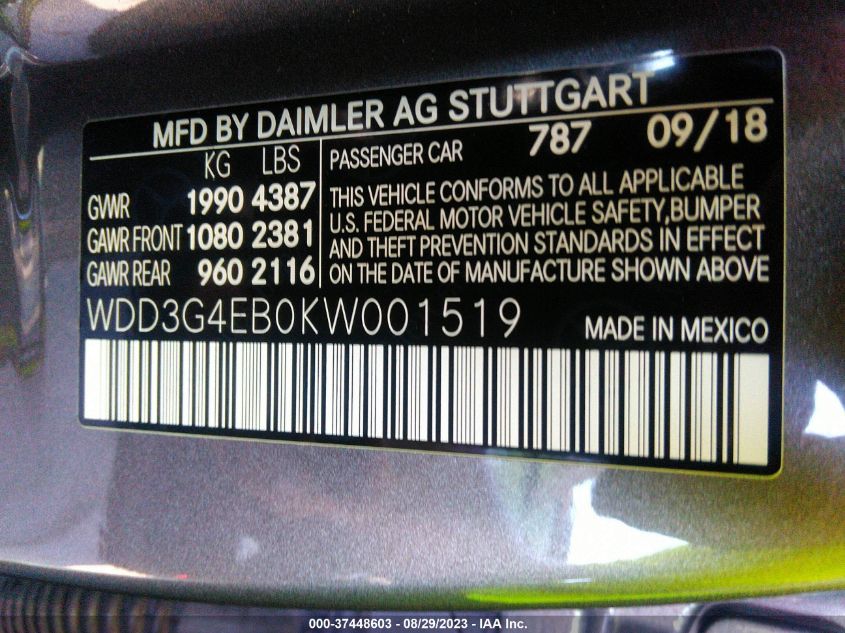 MFD BY DAIMLER AG STUTTGART
KG LBS
GVWR 1990 4387
GAWR FRONT 1080 2381
GAWR REAR 960 2116
PASSENGER CAR 787 09/18
THIS VEHICLE CONFORMS TO ALL APPLICABLE
U.S. FEDERAL MOTOR VEHICLE SAFETY,BUMPER
AND THEFT PREVENTION STANDARDS IN EFFECT
ON THE DATE OF MANUFACTURE SHOWN ABOVE
WDD3G4EB0KW001519 MADE IN MEXICO
000-37448603 - 08/29/2023 - IAA Inc.